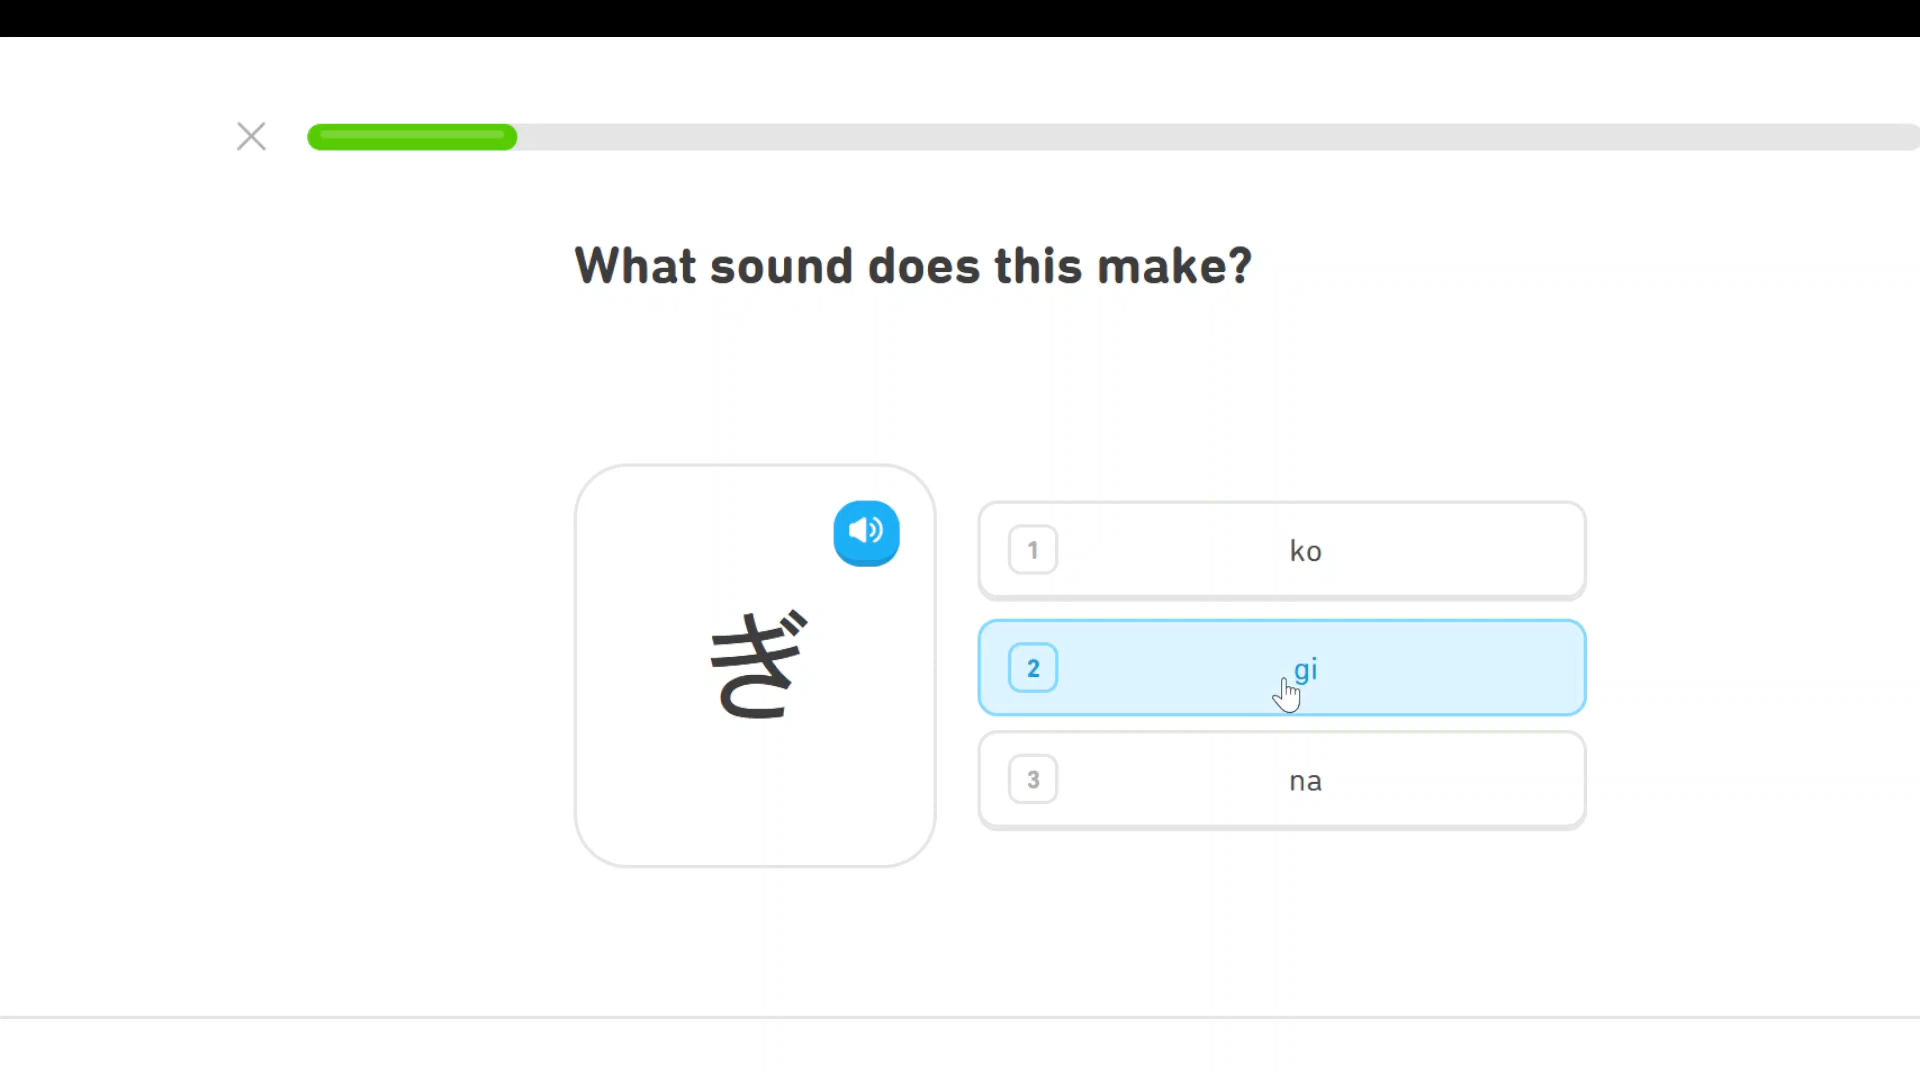 What sound does this make?
ぎ
1 ko
2 gi
3 na